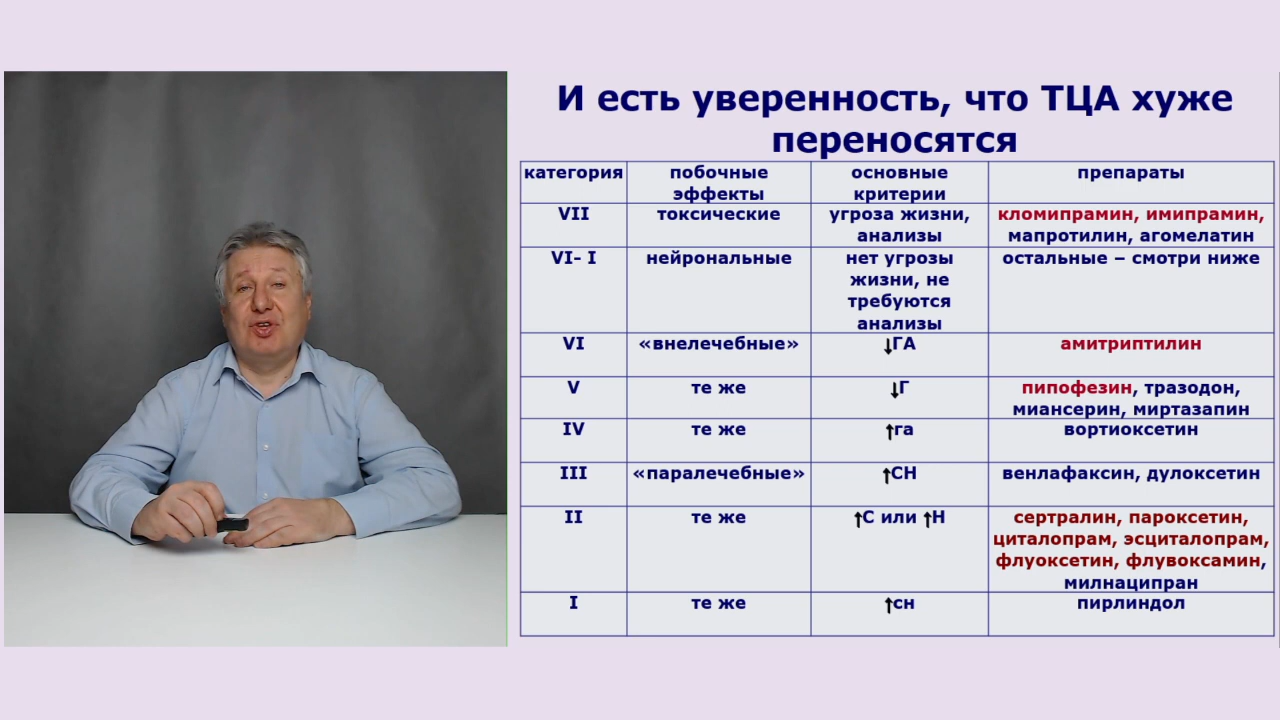 И есть уверенность, что ТЦА хуже
переносятся
категория побочные эффекты основные критерии препараты
VII токсические угроза жизни, анализы кломипрамин, имипрамин, мапротилин, агомелатин
VI- I нейрональные нет угрозы жизни, не требуются анализы остальные – смотри ниже
VI «внелечебные» ↓ГА амитриптилин
V те же ↓Г пипофезин, тразодон, миансерин, миртазапин
IV те же ↑га вортиоксетин
III «паралечебные» ↑СН венлафаксин, дулоксетин
II те же ↑С или ↑Н сертралин, пароксетин, циталопрам, эсциталопрам, флуоксетин, флувоксамин, милнаципран
I те же ↑сн пирлиндол